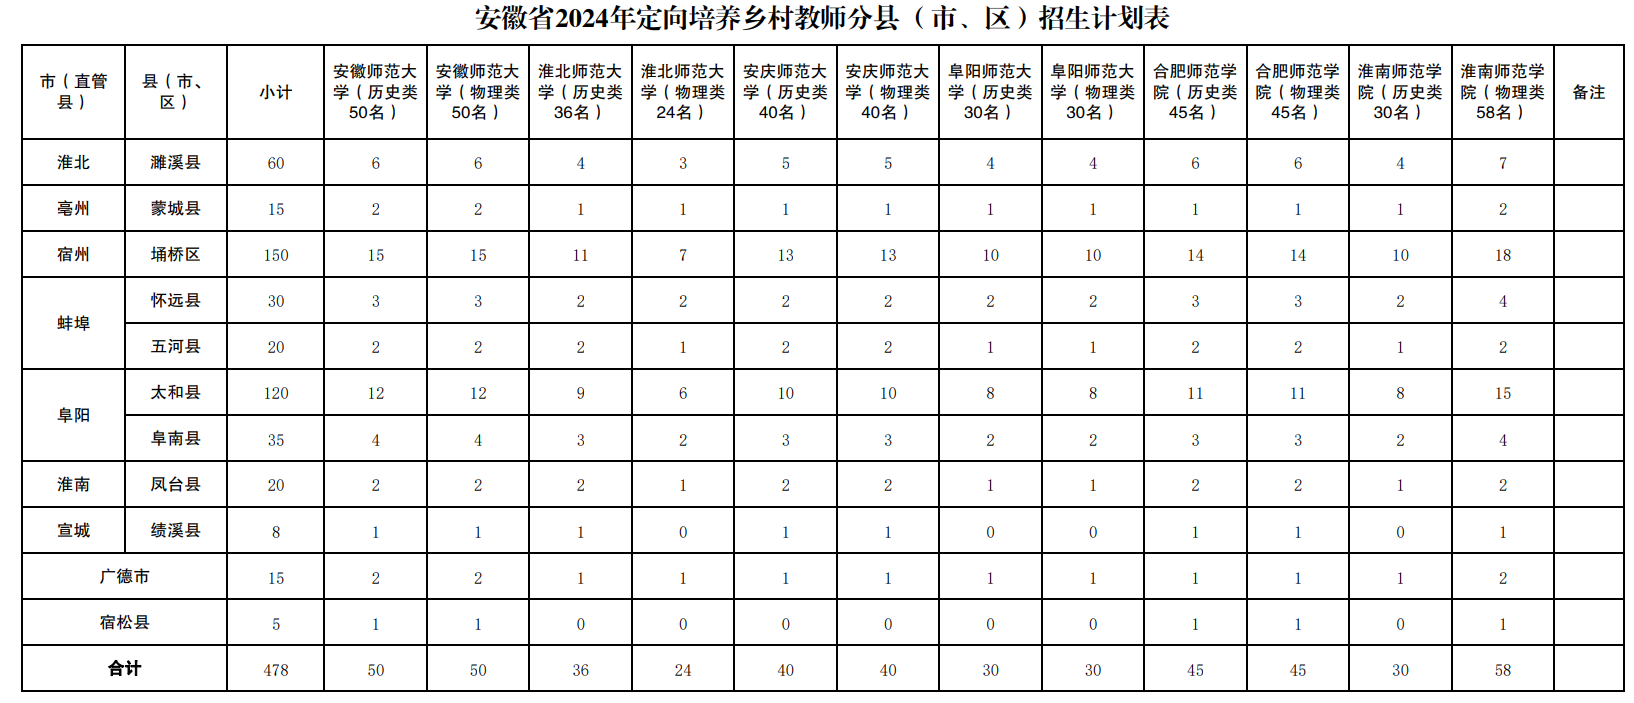 安徽省2024年定向培养乡村教师分县（市、区）招生计划表
市（直管县） 县（市、区） 小计 安徽师范大学（历史类50名） 安徽师范大学（物理类50名） 淮北师范大学（历史类36名） 淮北师范大学（物理类24名） 安庆师范大学（历史类40名） 安庆师范大学（物理类40名） 阜阳师范大学（历史类30名） 阜阳师范大学（物理类30名） 合肥师范学院（历史类45名） 合肥师范学院（物理类45名） 淮南师范学院（历史类30名） 淮南师范学院（物理类58名） 备注
淮北 濉溪县 60 6 6 4 3 5 5 4 4 6 6 4 7
亳州 蒙城县 15 2 2 1 1 1 1 1 1 1 1 1 2
宿州 埇桥区 150 15 15 11 7 13 13 10 10 14 14 10 18
蚌埠 怀远县 30 3 3 2 2 2 2 2 2 3 3 2 4
五河县 20 2 2 2 1 2 2 1 1 2 2 1 2
阜阳 太和县 120 12 12 9 6 10 10 8 8 11 11 8 15
阜南县 35 4 4 3 2 3 3 2 2 3 3 2 4
淮南 凤台县 20 2 2 2 1 2 2 1 1 2 2 1 2
宣城 绩溪县 8 1 1 1 0 1 1 0 0 1 1 0 1
广德市 15 2 2 1 1 1 1 1 1 1 1 1 2
宿松县 5 1 1 0 0 0 0 0 0 1 1 0 1
合计 478 50 50 36 24 40 40 30 30 45 45 30 58